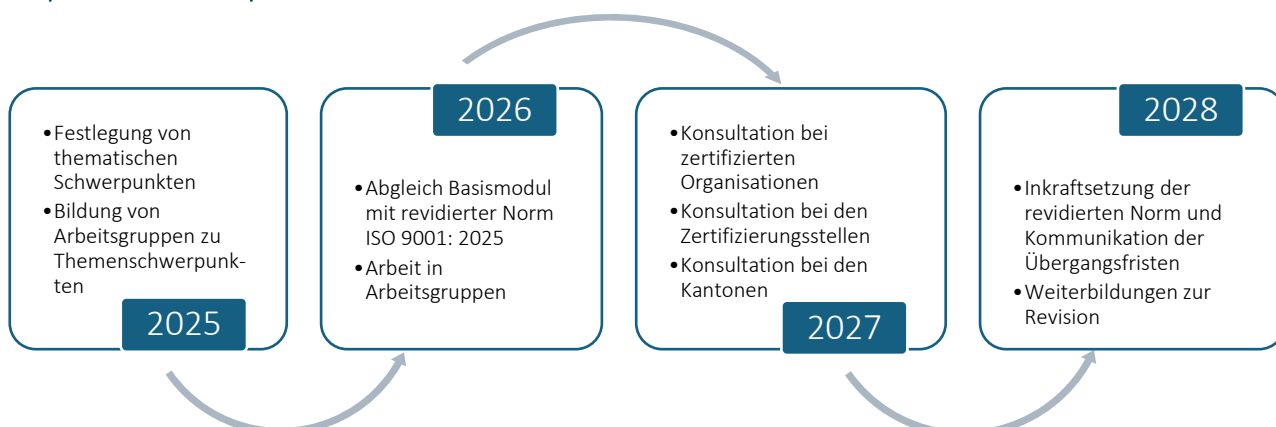 •Festlegung von
thematischen
Schwerpunkten
•Bildung von
Arbeitsgruppen zu
Themenschwerpunk-
ten
2025
2026
•Abgleich Basismodul
mit revidierter Norm
ISO 9001: 2025
•Arbeit in
Arbeitsgruppen
•Konsultation bei
zertifizierten
Organisationen
•Konsultation bei den
Zertifizierungsstellen
•Konsultation bei den
Kantonen
2027
2028
•Inkraftsetzung der
revidierten Norm und
Kommunikation der
Übergangsfristen
•Weiterbildungen zur
Revision